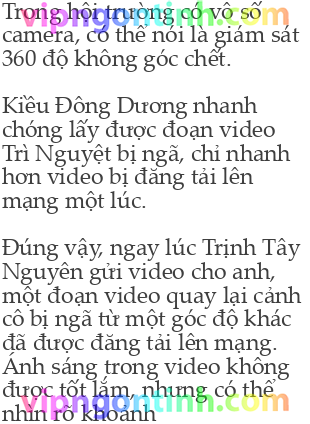 Trong hội trường có vô số
camera, có thể nói là giám sát
360 độ không góc chết.
Kiều Đông Dương nhanh
chóng lấy được đoạn video
Trì Nguyệt bị ngã, chỉ nhanh
hơn video bị đăng tải lên
mạng một lúc.
Đúng vậy, ngay lúc Trịnh Tây
Nguyên gửi video cho anh,
một đoạn video quay lại cảnh
cô bị ngã từ một góc độ khác
đã được đăng tải lên mạng.
Ánh sáng trong video không
được tốt lắm, nhưng có thể
nhìn rõ khoảnh
vipngontinh.com
vipngontinh.com